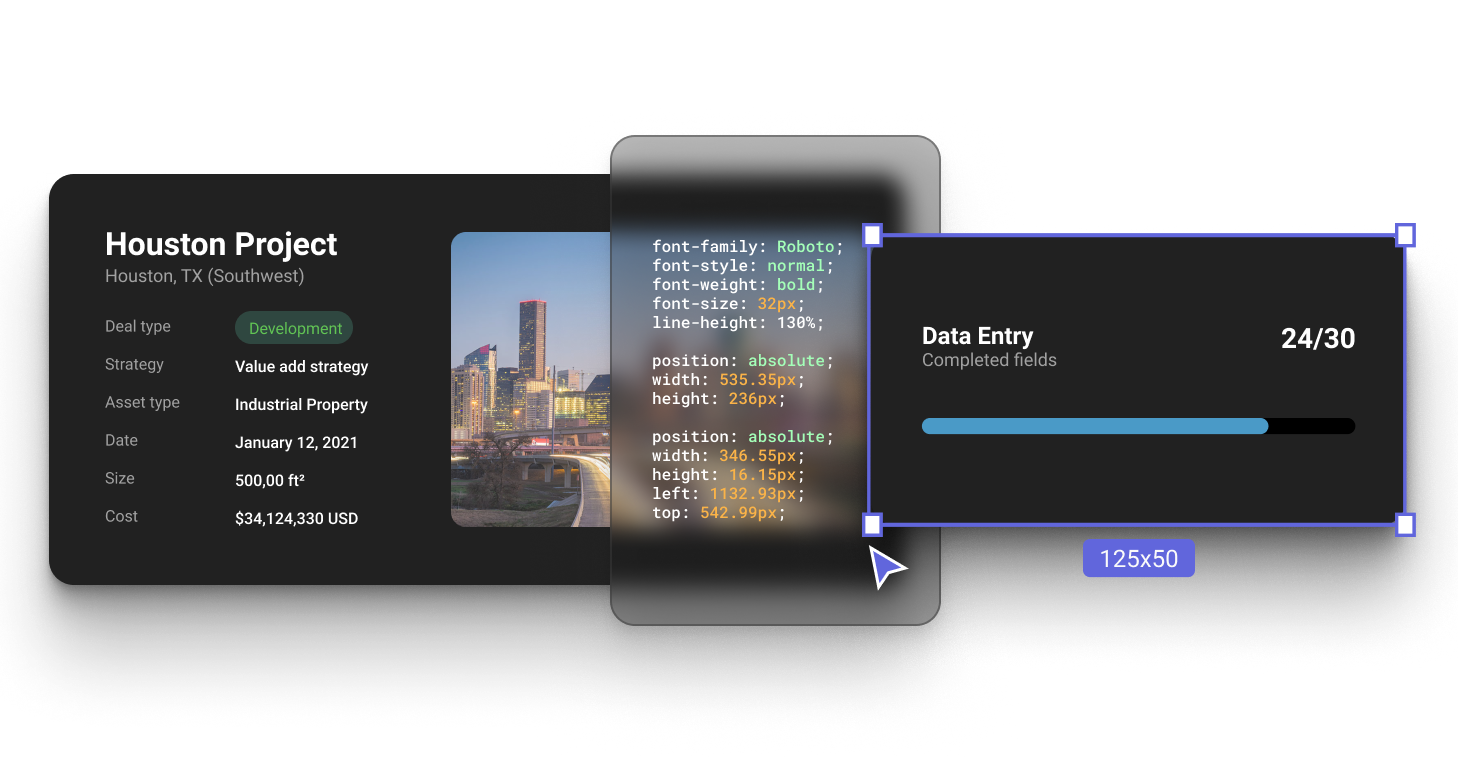 Houston Project
Houston, TX (Southwest)
Deal type Development
Strategy Value add strategy
Asset type Industrial Property
Date January 12, 2021
Size 500,00 ft²
Cost $34,124,330 USD
font-family: Roboto;
font-style: normal;
font-weight: bold;
font-size: 32px;
line-height: 130%;
position: absolute;
width: 535.35px;
height: 236px;
position: absolute;
width: 346.55px;
height: 16.15px;
left: 1132.93px;
top: 542.99px;
Data Entry 24/30
Completed fields
125x50